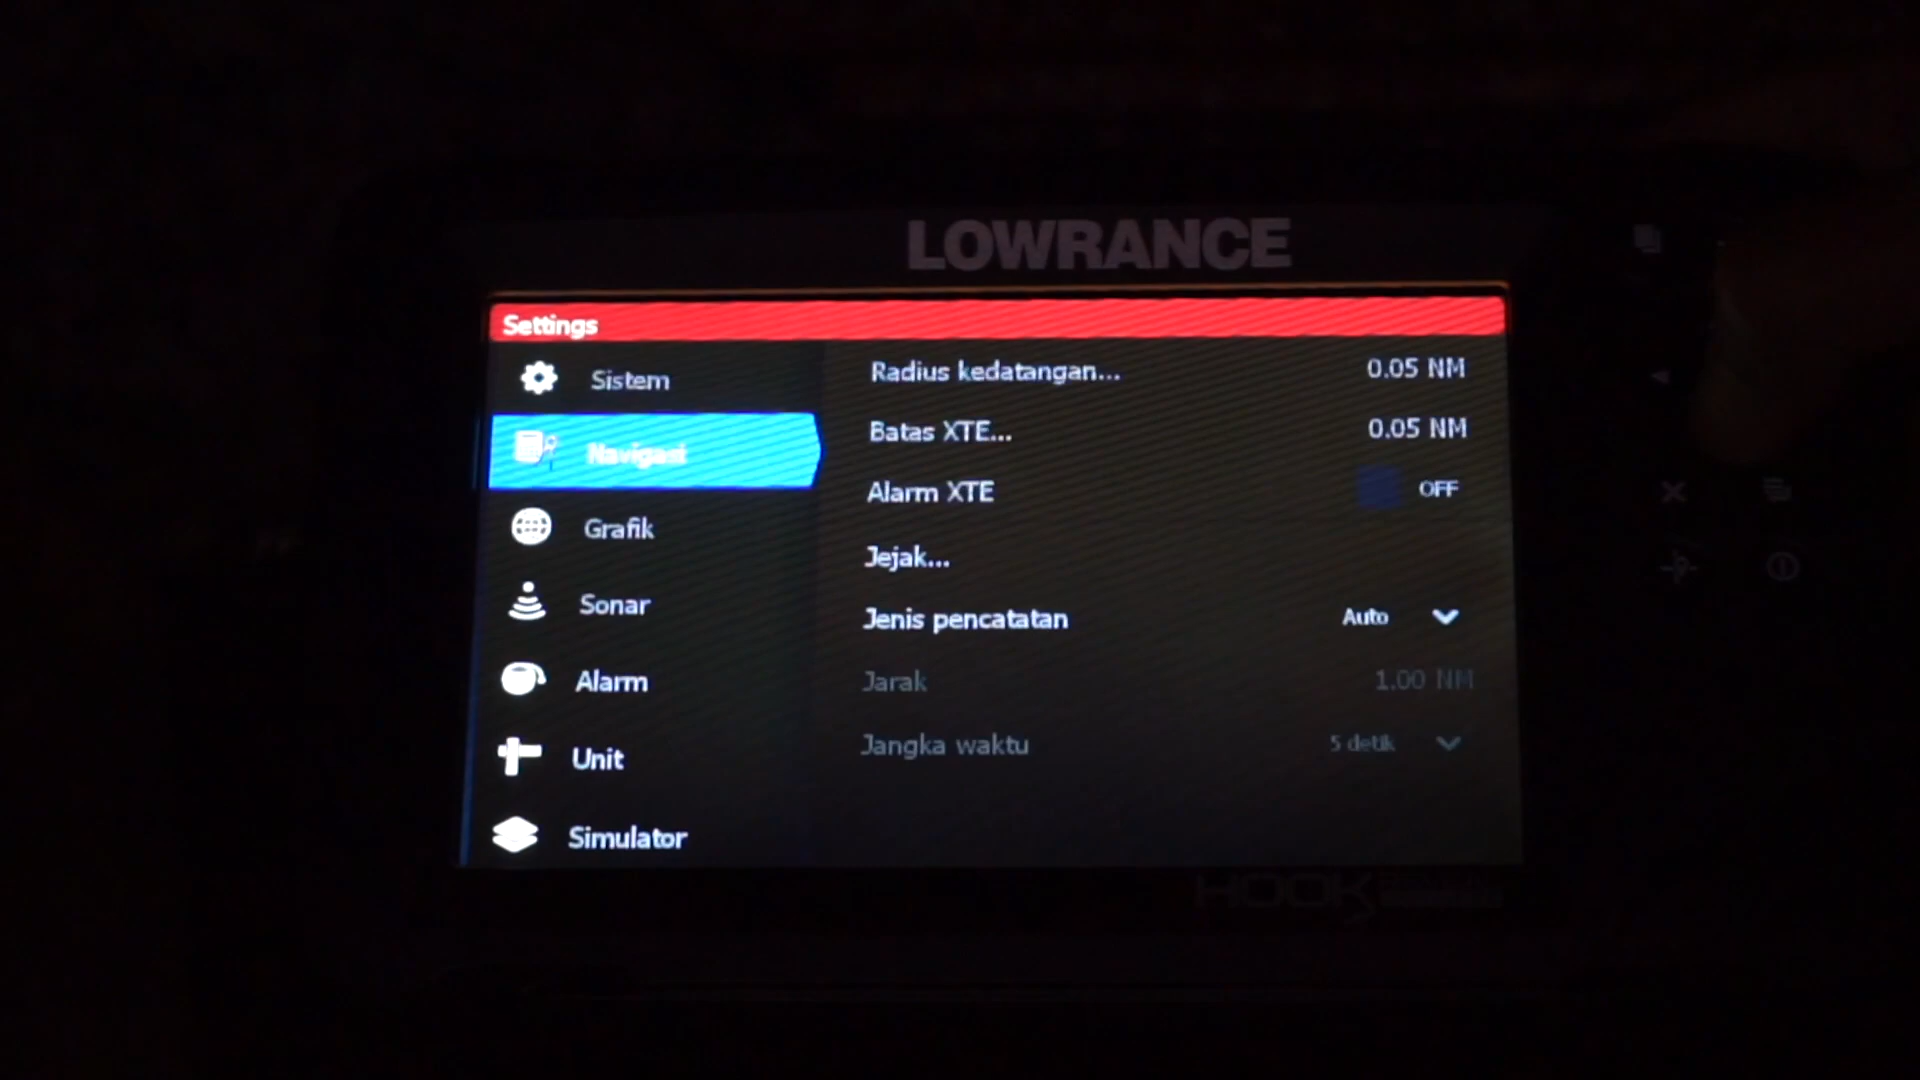 LOWRANCE
Settings
Sistem
Navigasi
Grafik
Sonar
Alarm
Unit
Simulator
Radius kedatangan... 0.05 NM
Batas XTE... 0.05 NM
Alarm XTE OFF
Jejak...
Jenis pencatatan Auto
Jarak 1.00 NM
Jangka waktu 5 detik
HOOK